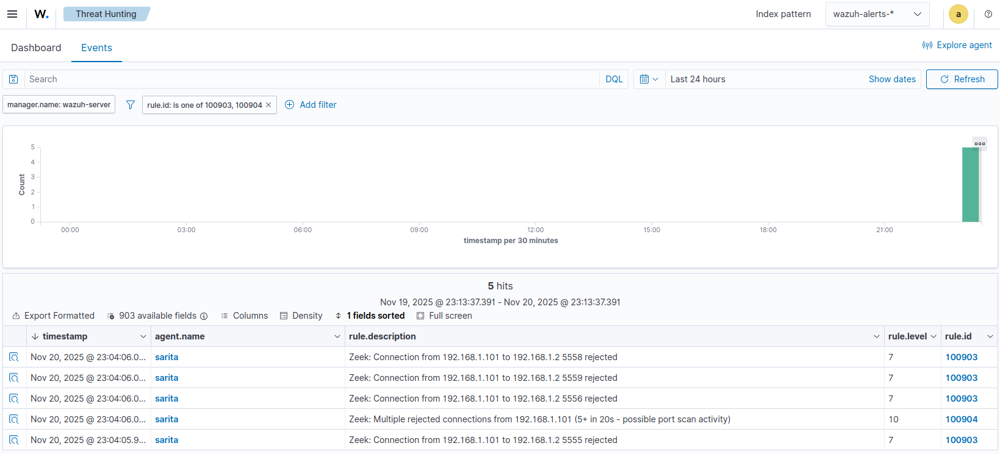 W. Threat Hunting Index pattern wazuh-alerts-* a
Dashboard Events Explore agent
Search DQL Last 24 hours Show dates Refresh
manager.name: wazuh-server rule.id: is one of 100903, 100904 × Add filter
5
4
3
2
1
0
Count
00:00 03:00 06:00 09:00 12:00 15:00 18:00 21:00
timestamp per 30 minutes
5 hits
Nov 19, 2025 @ 23:13:37.391 - Nov 20, 2025 @ 23:13:37.391
Export Formatted 903 available fields Columns Density 1 fields sorted Full screen
timestamp agent.name rule.description rule.level rule.id
Nov 20, 2025 @ 23:04:06.0... sarita Zeek: Connection from 192.168.1.101 to 192.168.1.2 5558 rejected 7 100903
Nov 20, 2025 @ 23:04:06.0... sarita Zeek: Connection from 192.168.1.101 to 192.168.1.2 5559 rejected 7 100903
Nov 20, 2025 @ 23:04:06.0... sarita Zeek: Connection from 192.168.1.101 to 192.168.1.2 5556 rejected 7 100903
Nov 20, 2025 @ 23:04:06.0... sarita Zeek: Multiple rejected connections from 192.168.1.101 (5+ in 20s - possible port scan activity) 10 100904
Nov 20, 2025 @ 23:04:05.9... sarita Zeek: Connection from 192.168.1.101 to 192.168.1.2 5555 rejected 7 100903